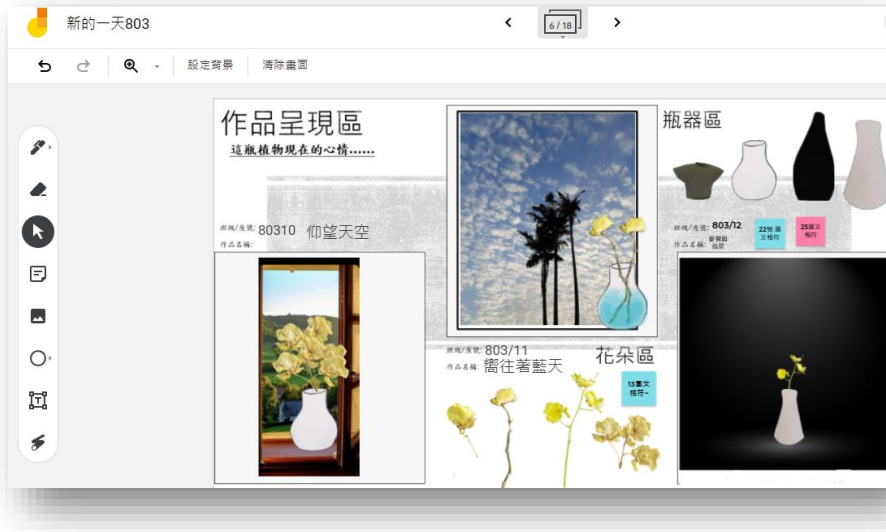 新的一天803
6 / 18
設定背景
清除畫面
作品呈現區
這瓶植物現在的心情......
瓶器區
班級/座號: 80310 仰望天空
作品名稱:
班級/座號: 803/12
作品名稱:
22號 圖
文相符
25圖文
相符
班級/座號: 803/11
作品名稱: 嚮往著藍天
花朵區
13圖文
相符~